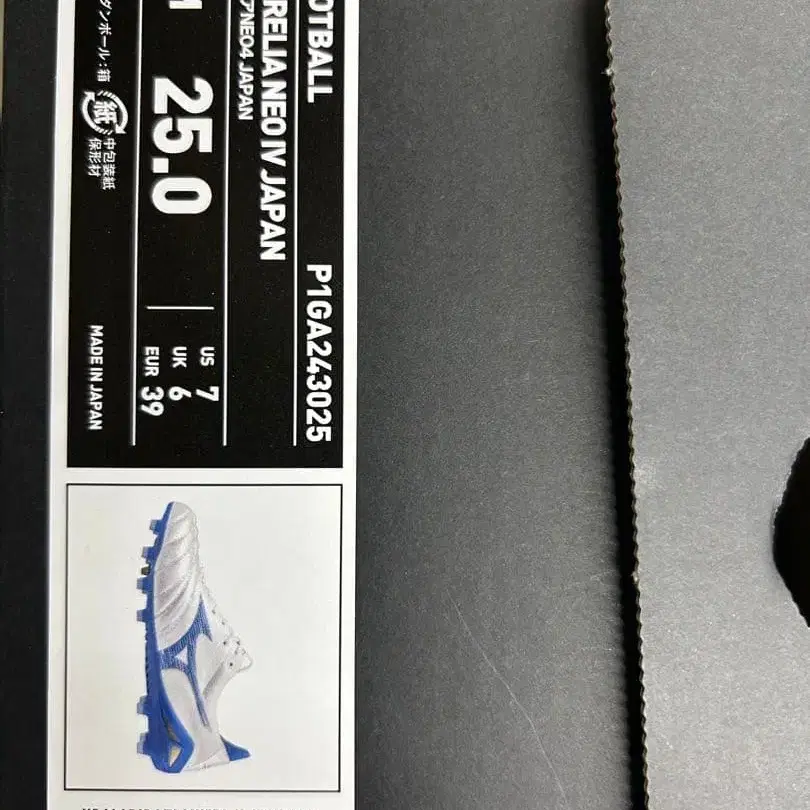 OTBALL
P1GA243025
RELIA NEO IV JAPAN
アNEO4 JAPAN
25.0
US 7
UK 6
EUR 39
ダンボール:箱
紙
中包装紙
保形材
MADE IN JAPAN